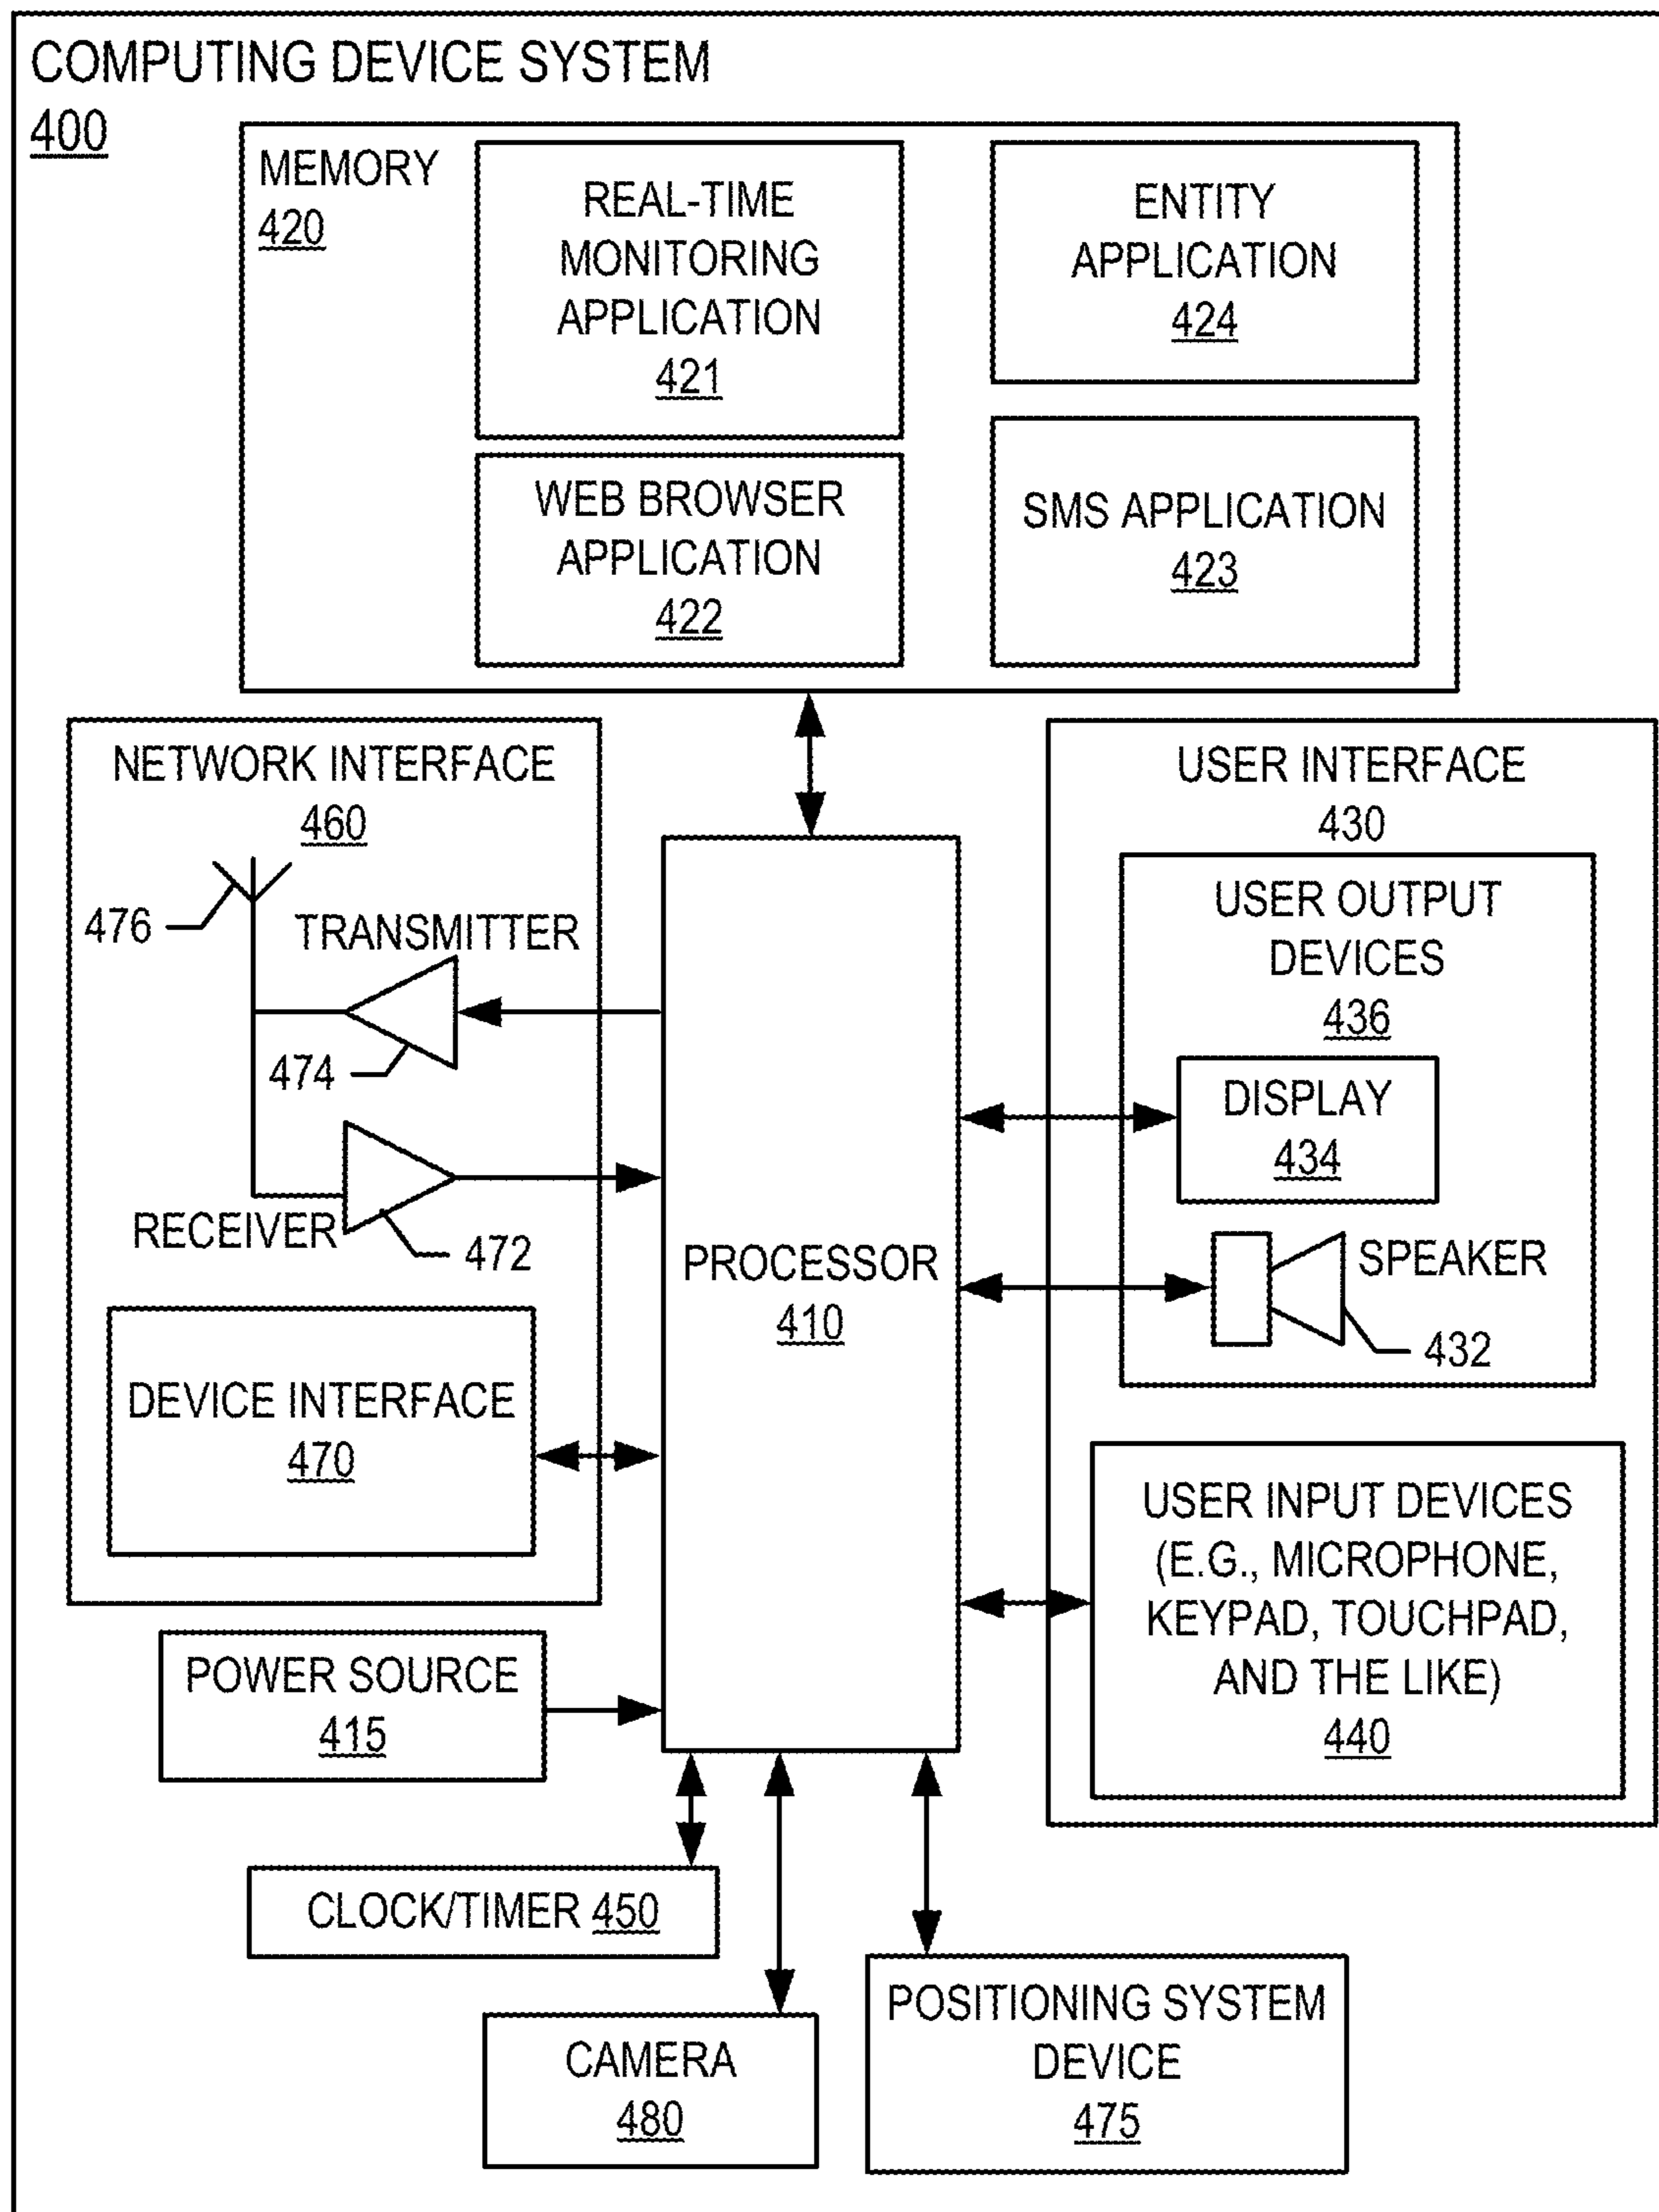 COMPUTING DEVICE SYSTEM
400
MEMORY
420
REAL-TIME
MONITORING
APPLICATION
421
ENTITY
APPLICATION
424
WEB BROWSER
APPLICATION
422
SMS APPLICATION
423
NETWORK INTERFACE
460
476
TRANSMITTER
474
RECEIVER
472
DEVICE INTERFACE
470
PROCESSOR
410
USER INTERFACE
430
USER OUTPUT
DEVICES
436
DISPLAY
434
SPEAKER
432
USER INPUT DEVICES
(E.G., MICROPHONE,
KEYPAD, TOUCHPAD,
AND THE LIKE)
440
POWER SOURCE
415
CLOCK/TIMER 450
CAMERA
480
POSITIONING SYSTEM
DEVICE
475